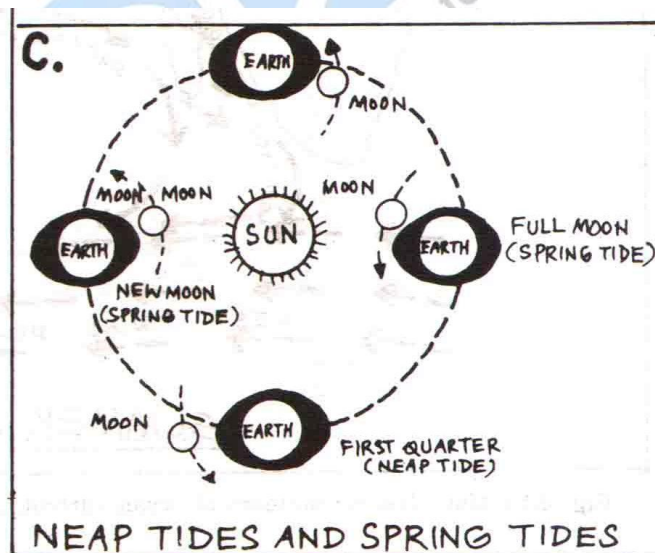 C.
EARTH
MOON
MOON MOON
MOON
SUN
EARTH
EARTH
FULL MOON
(SPRING TIDE)
NEW MOON
(SPRING TIDE)
MOON
EARTH
FIRST QUARTER
(NEAP TIDE)
NEAP TIDES AND SPRING TIDES